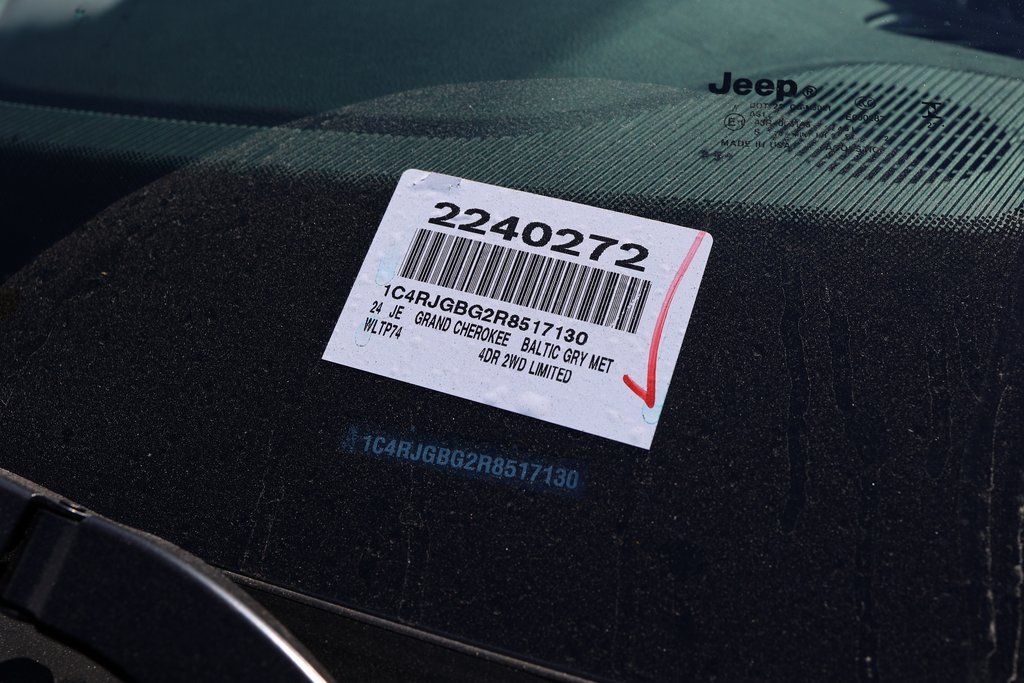 Jeep®
MADE IN USA
2240272
1C4RJGBG2R8517130
24 JE GRAND CHEROKEE BALTIC GRY MET
WLTP74 4DR 2WD LIMITED
1C4RJGBG2R8517130